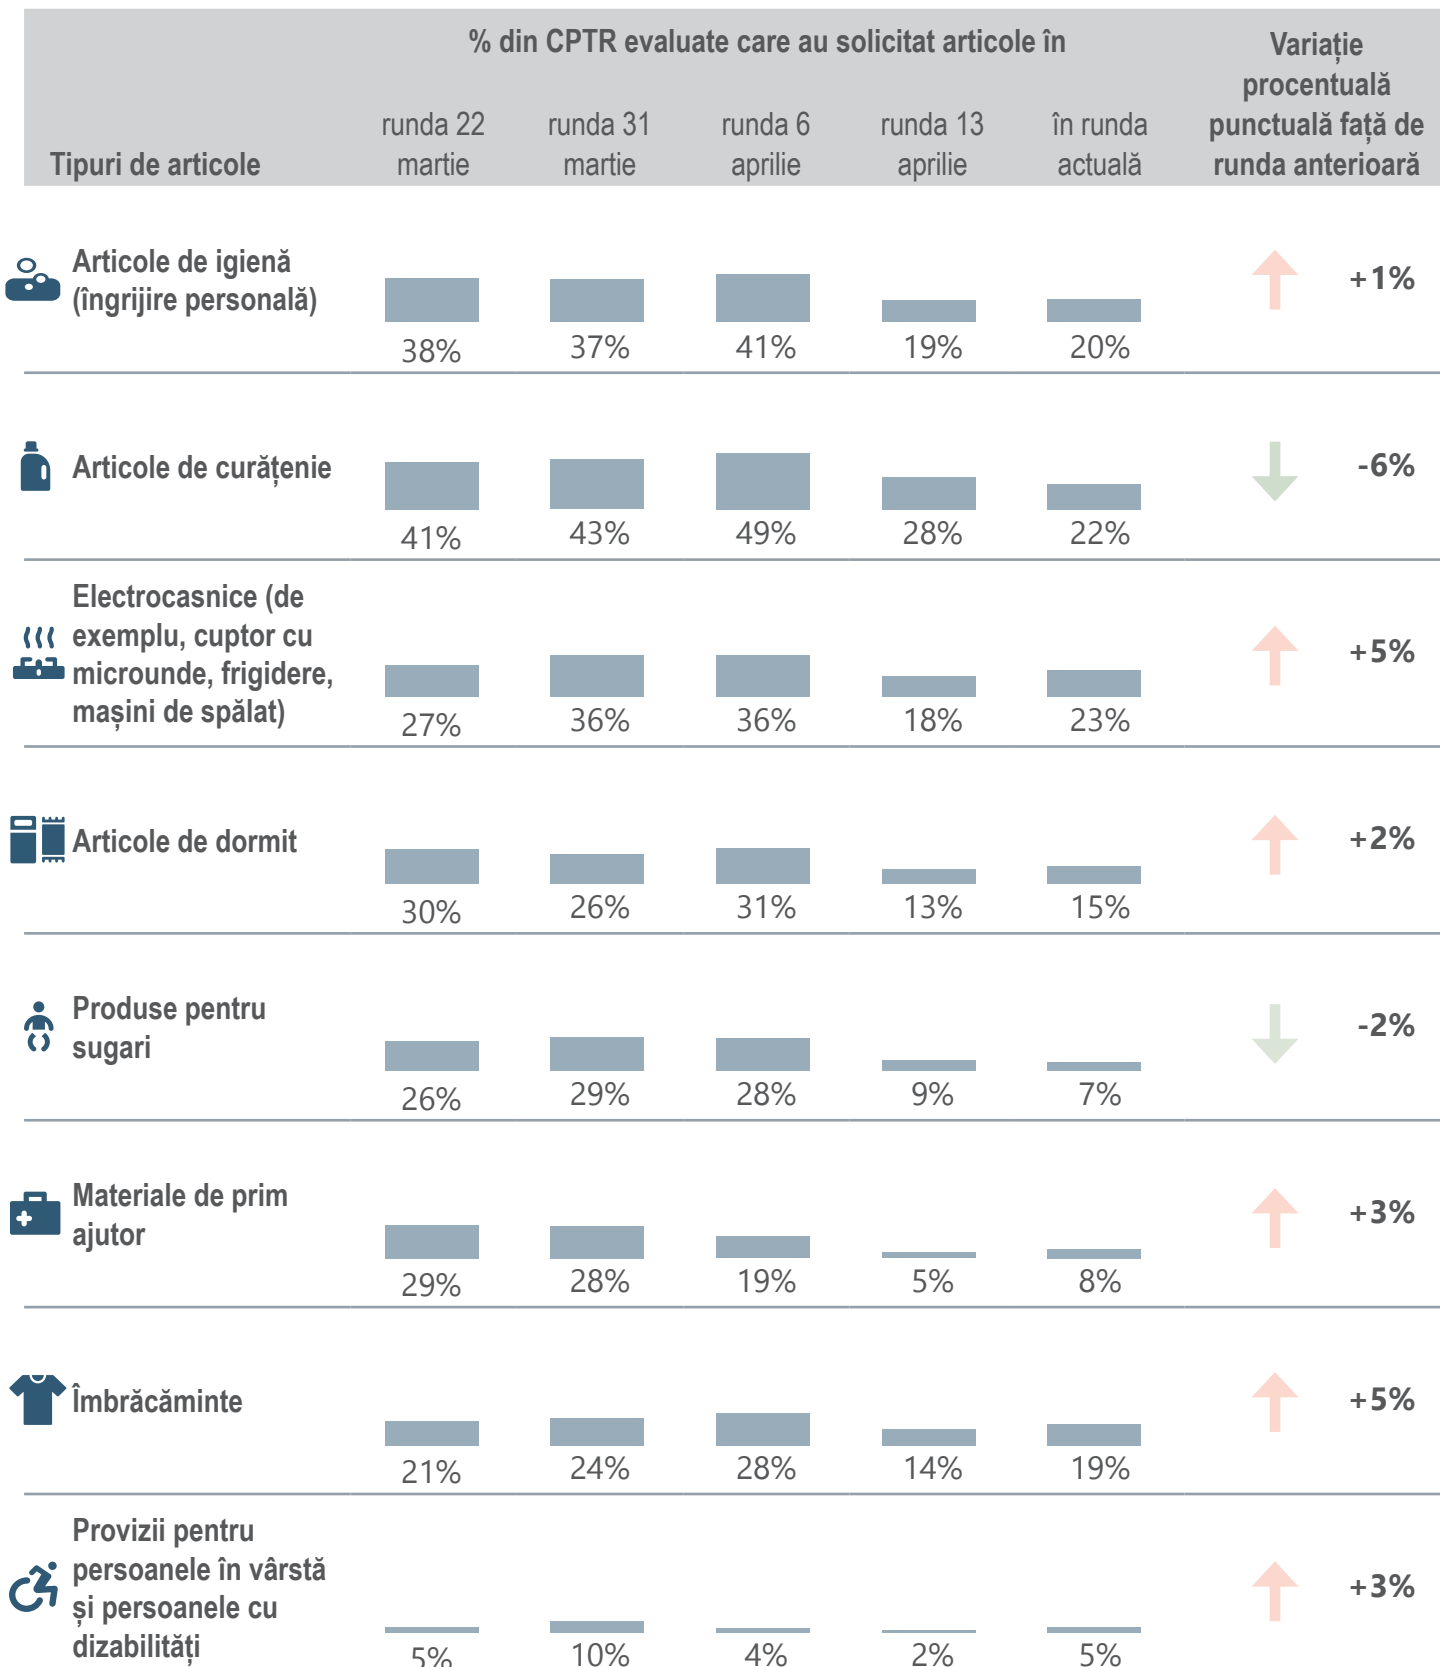 % din CPTR evaluate care au solicitat articole în
Variație
procentuală
punctuală față de
runda anterioară
Tipuri de articole
runda 22
martie
runda 31
martie
runda 6
aprilie
runda 13
aprilie
în runda
actuală
Articole de igienă
(îngrijire personală)
38% 37% 41% 19% 20%
+1%
Articole de curățenie
41% 43% 49% 28% 22%
-6%
Electrocasnice (de
exemplu, cuptor cu
microunde, frigidere,
mașini de spălat)
27% 36% 36% 18% 23%
+5%
Articole de dormit
30% 26% 31% 13% 15%
+2%
Produse pentru
sugari
26% 29% 28% 9% 7%
-2%
Materiale de prim
ajutor
29% 28% 19% 5% 8%
+3%
Îmbrăcăminte
21% 24% 28% 14% 19%
+5%
Provizii pentru
persoanele în vârstă
și persoanele cu
dizabilități
5% 10% 4% 2% 5%
+3%